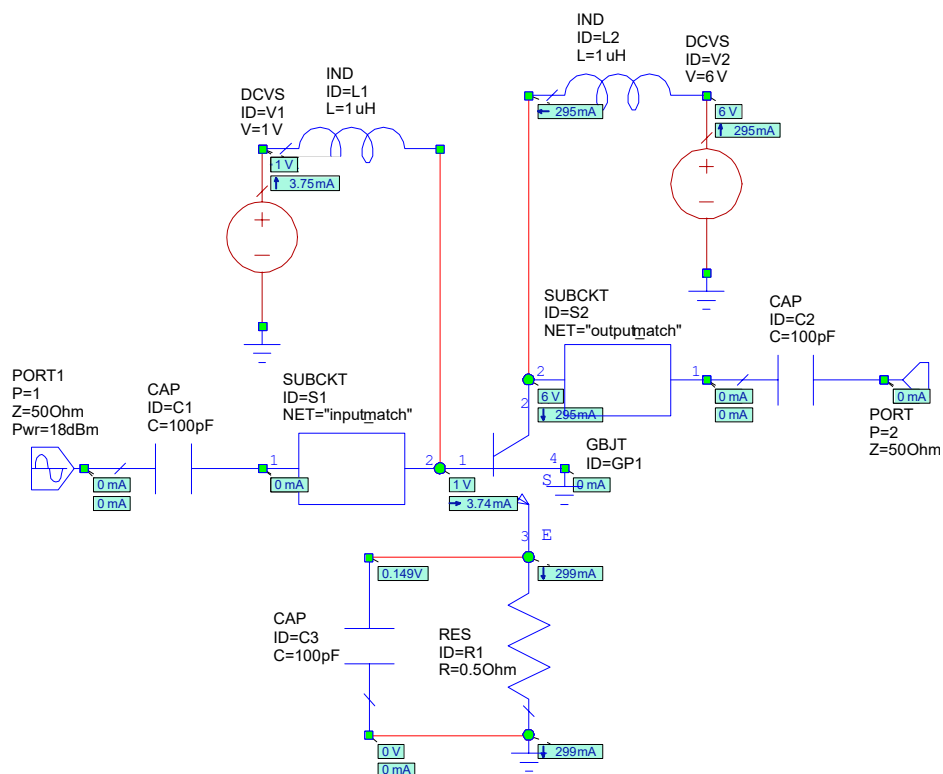 IND
ID=L2
L=1 uH
DCVS
ID=V2
V=6 V
295mA
6 V
295mA
IND
ID=L1
L=1 uH
DCVS
ID=V1
V=1 V
1 V
3.75mA
+
−
+
−
SUBCKT
ID=S2
NET="output_match"
CAP
ID=C2
C=100pF
2
1
6 V
295mA
2
0 mA
0 mA
0 mA
PORT
P=2
Z=50Ohm
PORT1
P=1
Z=50Ohm
Pwr=18dBm
CAP
ID=C1
C=100pF
SUBCKT
ID=S1
NET="input_match"
GBJT
ID=GP1
1
2
1
4
S
0 mA
0 mA
0 mA
1 V
3.74mA
0 mA
3
E
299mA
0.149V
CAP
ID=C3
C=100pF
RES
ID=R1
R=0.5Ohm
0 V
0 mA
299mA